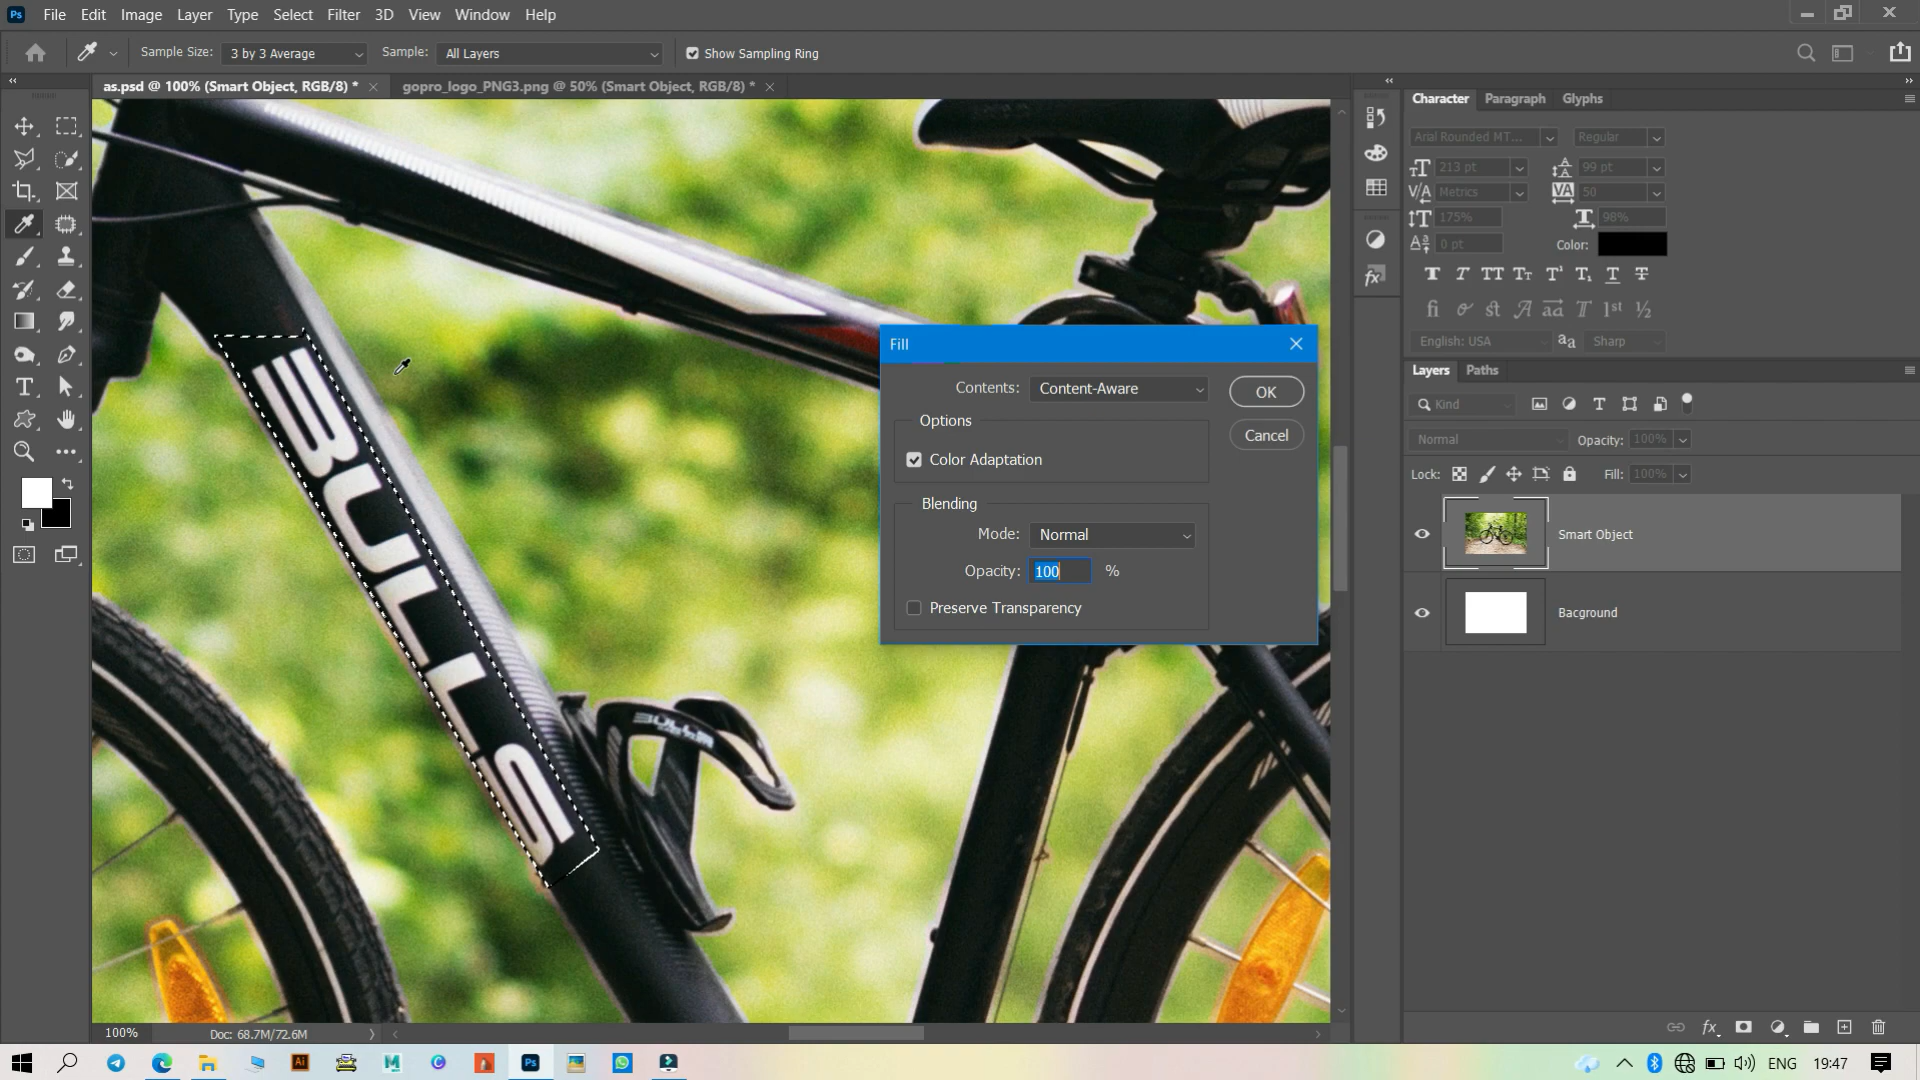 Ps File Edit Image Layer Type Select Filter 3D View Window Help
Sample Size: 3 by 3 Average Sample: All Layers Show Sampling Ring
as.psd @ 100% (Smart Object, RGB/8) * gopro_logo_PNG3.png @ 50% (Smart Object, RGB/8) *
Character Paragraph Glyphs
Arial Rounded MT... Regular
213 pt 99 pt
Metrics 50
175% 98%
0 pt Color:
English: USA Sharp
BULLS
BULLS
Fill
Contents: Content-Aware OK
Options Cancel
Color Adaptation
Blending
Mode: Normal
Opacity: 100 %
Preserve Transparency
Layers Paths
Kind
Normal Opacity: 100%
Lock: Fill: 100%
Smart Object
Bacground
100% Doc: 68.7M/72.6M
Ai M C Ps ENG 19:47